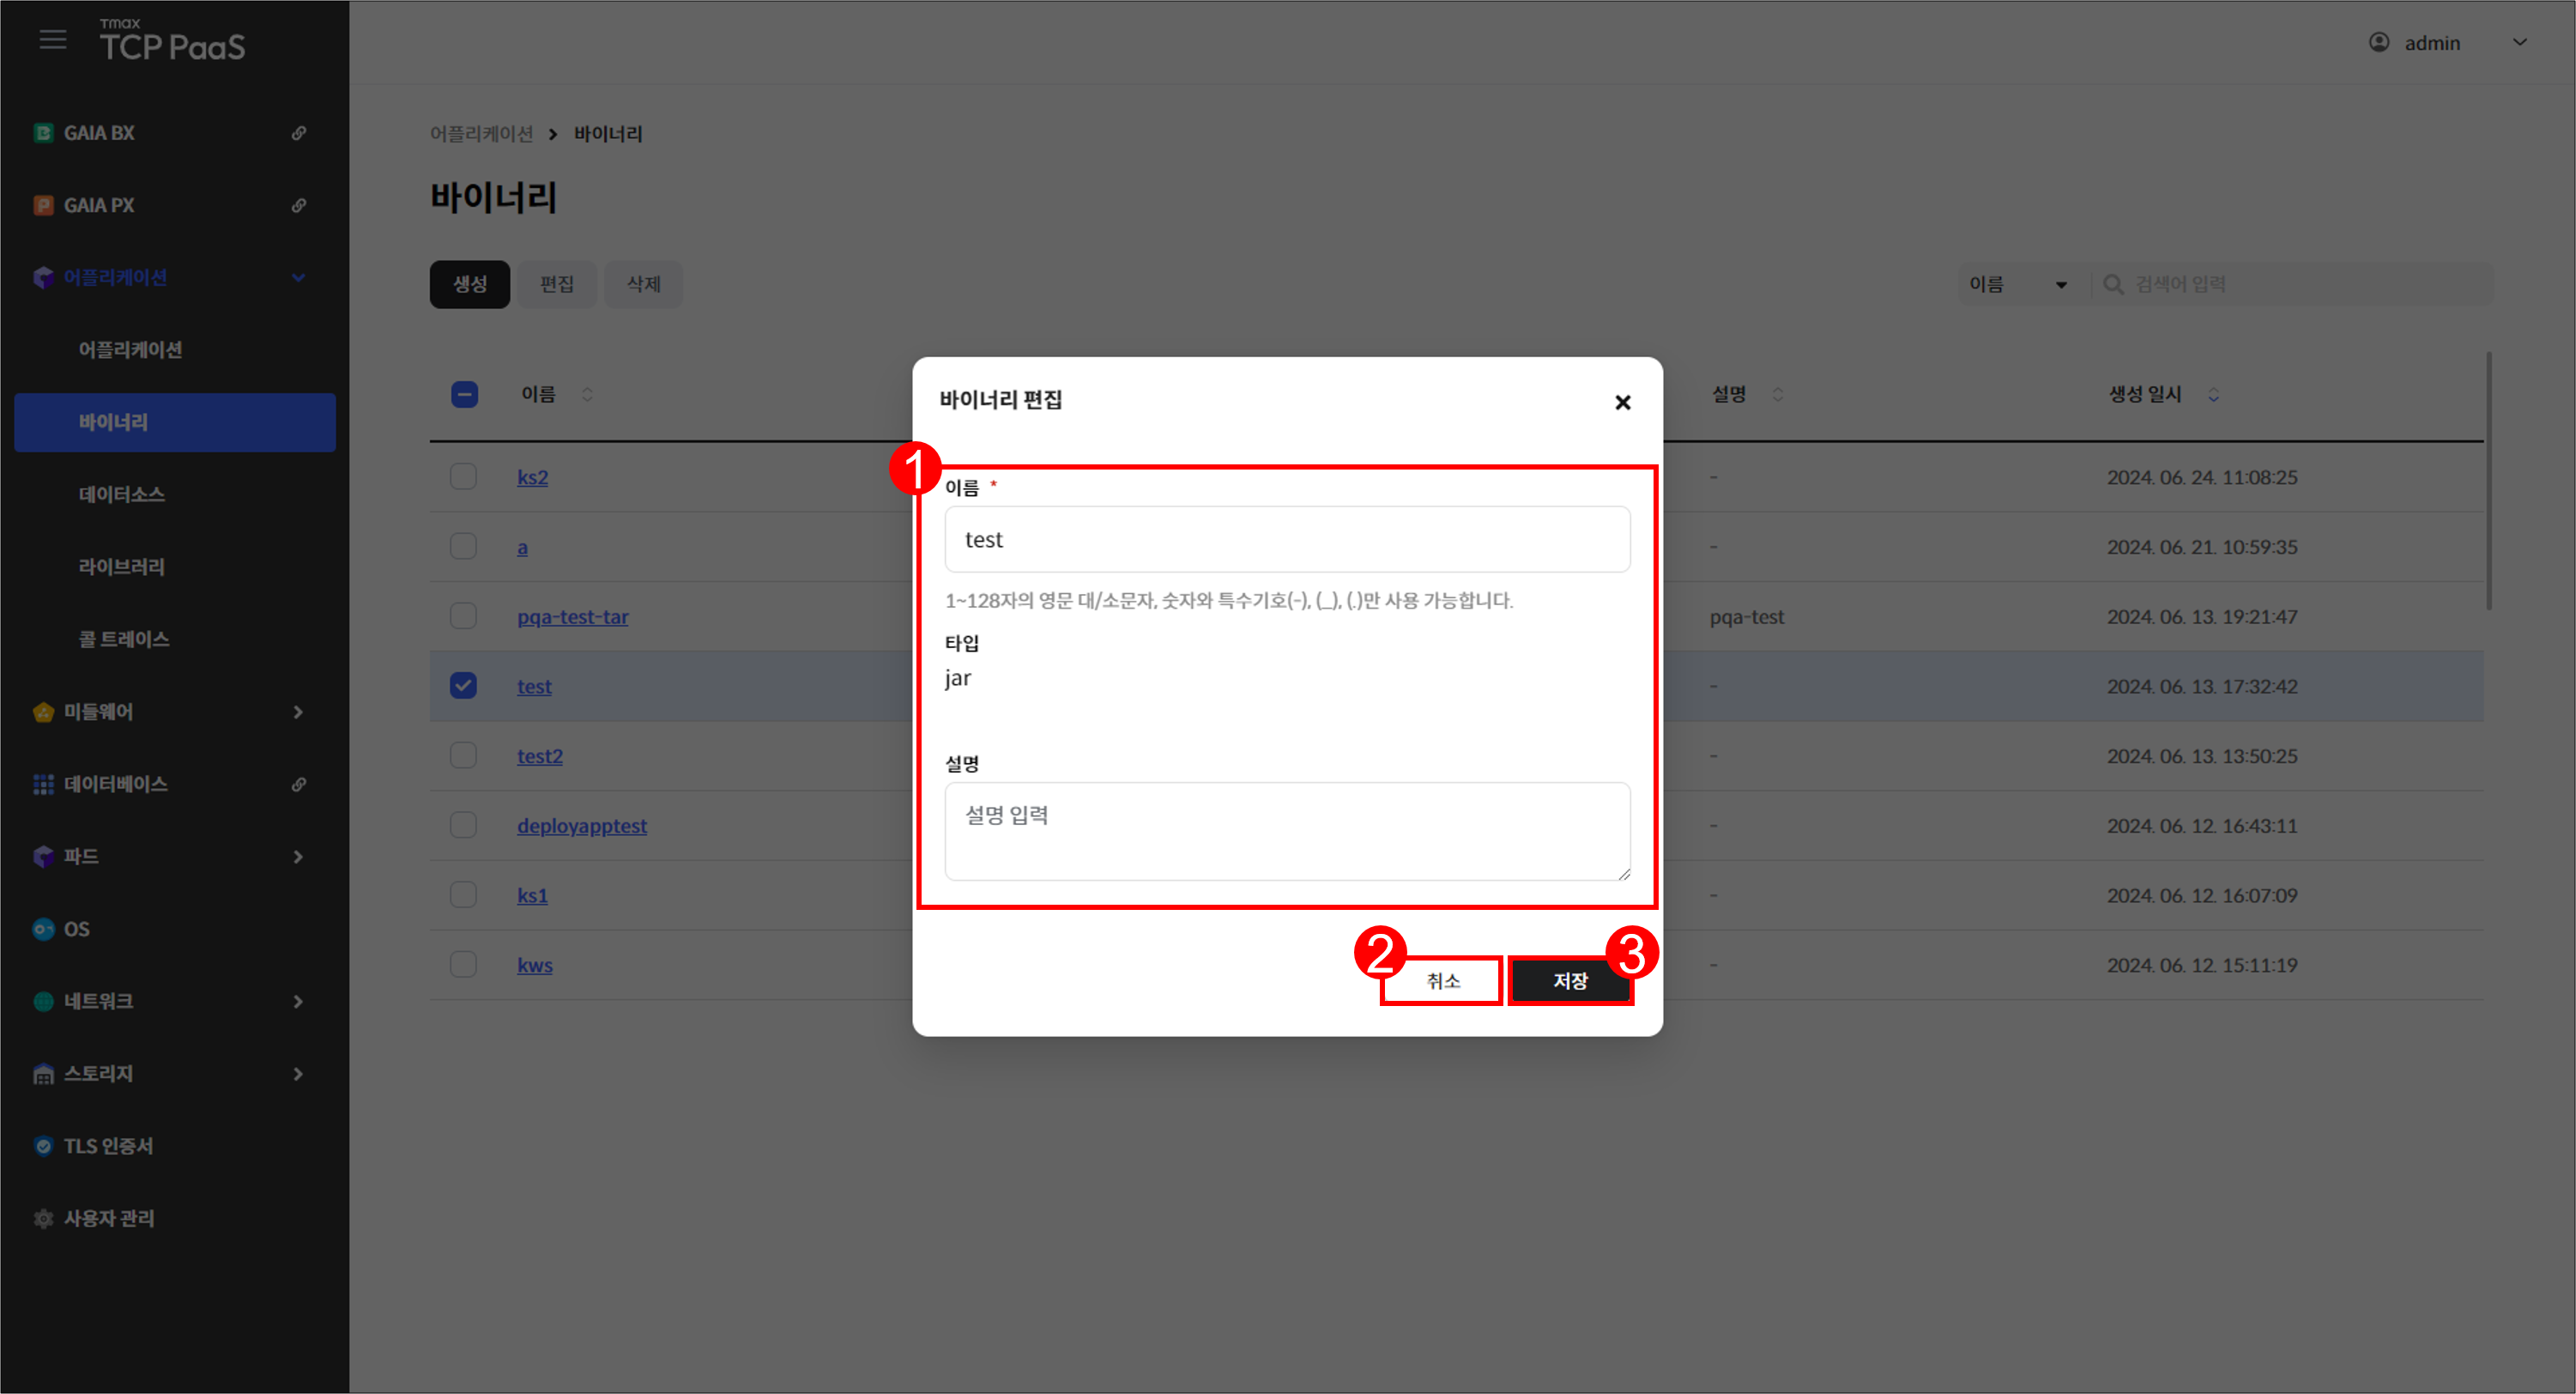 Tmax
TCP PaaS
admin
GAIA BX
GAIA PX
어플리케이션
어플리케이션
바이너리
데이터소스
라이브러리
콜 트레이스
미들웨어
데이터베이스
파드
OS
네트워크
스토리지
TLS 인증서
사용자 관리
어플리케이션 바이너리
바이너리
생성 편집 삭제
이름 검색어 입력
이름 설명 생성 일시
ks2 - 2024. 06. 24. 11:08:25
a - 2024. 06. 21. 10:59:35
pqa-test-tar pqa-test 2024. 06. 13. 19:21:47
test - 2024. 06. 13. 17:32:42
test2 - 2024. 06. 13. 13:50:25
deployapptest - 2024. 06. 12. 16:43:11
ks1 - 2024. 06. 12. 16:07:09
kws - 2024. 06. 12. 15:11:19
바이너리 편집
1
이름 *
test
1~128자의 영문 대/소문자, 숫자와 특수기호(-), (_), (.)만 사용 가능합니다.
타입
jar
설명
설명 입력
2 취소
3 저장